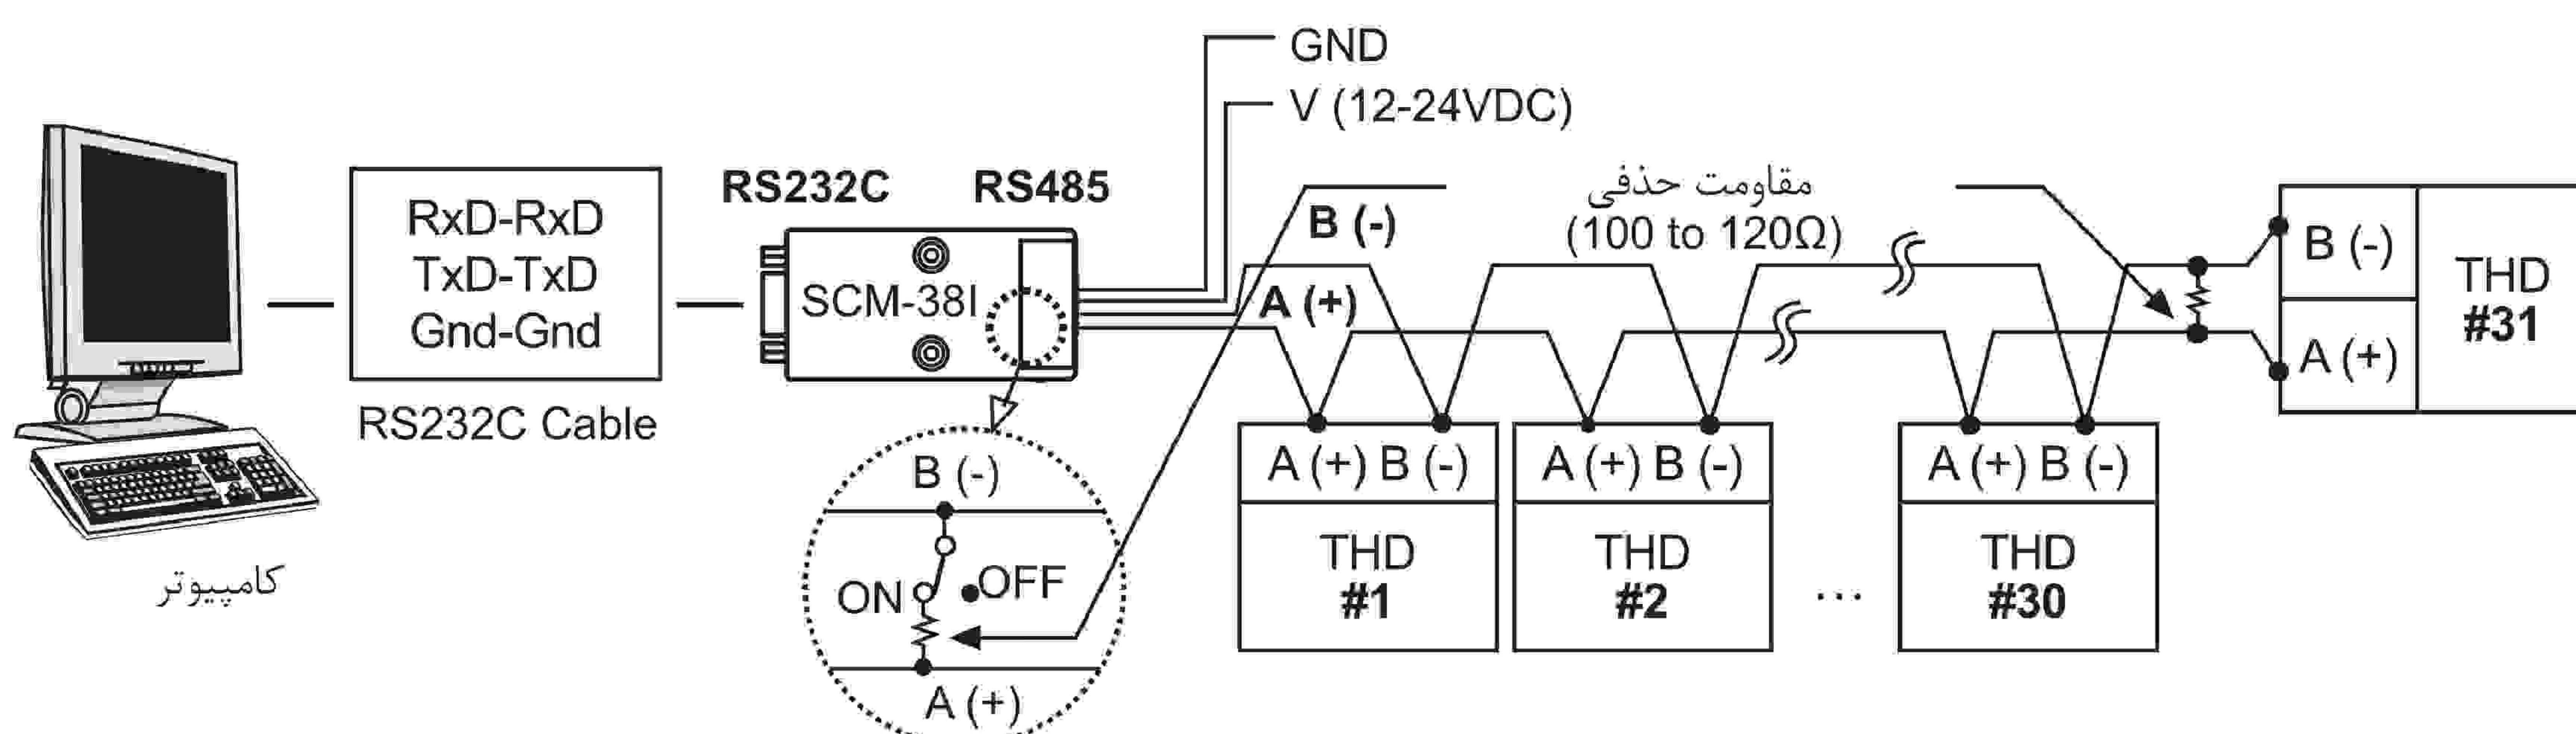 GND
V (12-24VDC)
RS232C
RS485
مقاومت حذفی
(100 to 120Ω)
B (-)
A (+)
RxD-RxD
TxD-TxD
Gnd-Gnd
RS232C Cable
SCM-38I
کامپیوتر
B (-)
ON
OFF
A (+)
A (+) B (-)
THD
#1
A (+) B (-)
THD
#2
...
A (+) B (-)
THD
#30
B (-)
A (+)
THD
#31